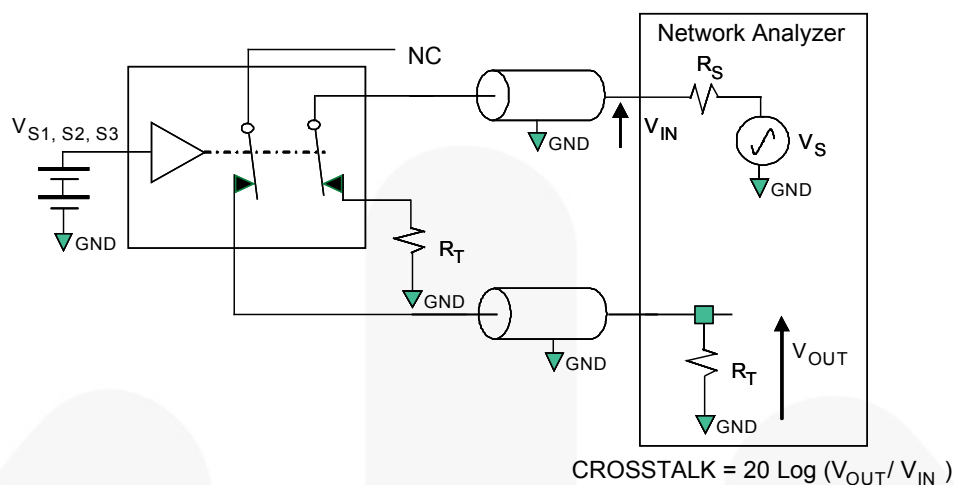 Network Analyzer
NC
R_S
V_S1, S2, S3
V_IN
V_S
GND
GND
GND
R_T
GND
GND
V_OUT
R_T
GND
CROSSTALK = 20 Log (V_OUT/ V_IN )